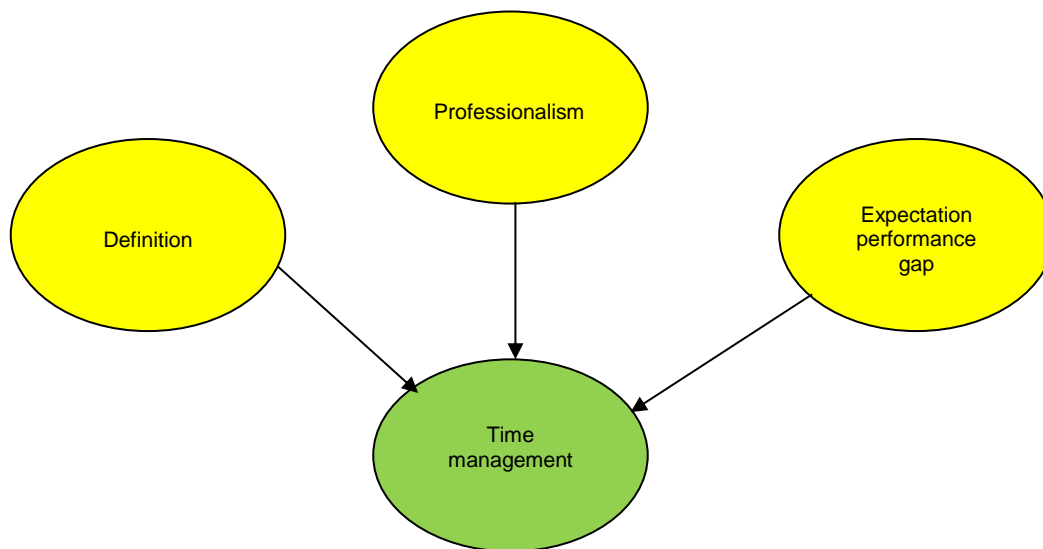 Professionalism
Definition
Expectation
performance
gap
Time
management